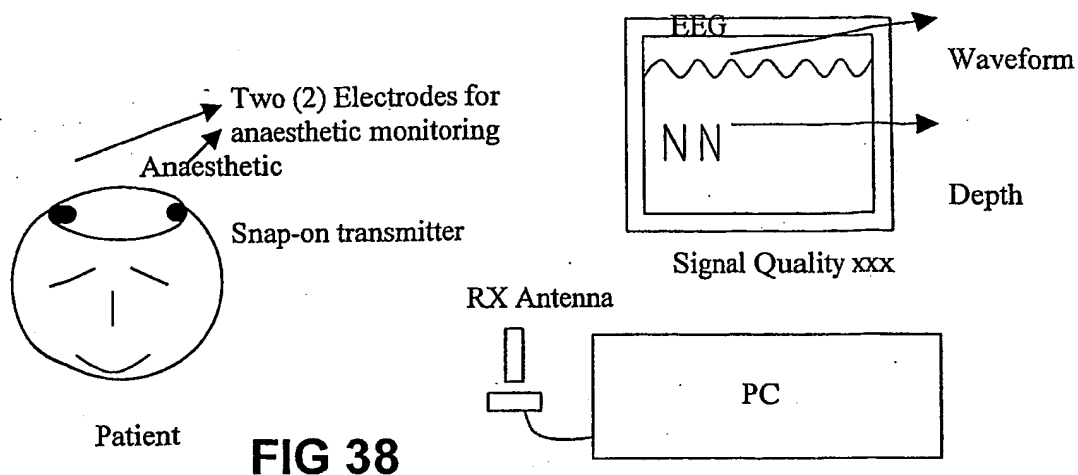 EEG
Waveform
Two (2) Electrodes for
anaesthetic monitoring
Anaesthetic
NN
Depth
Snap-on transmitter
Signal Quality xxx
RX Antenna
PC
Patient
FIG 38